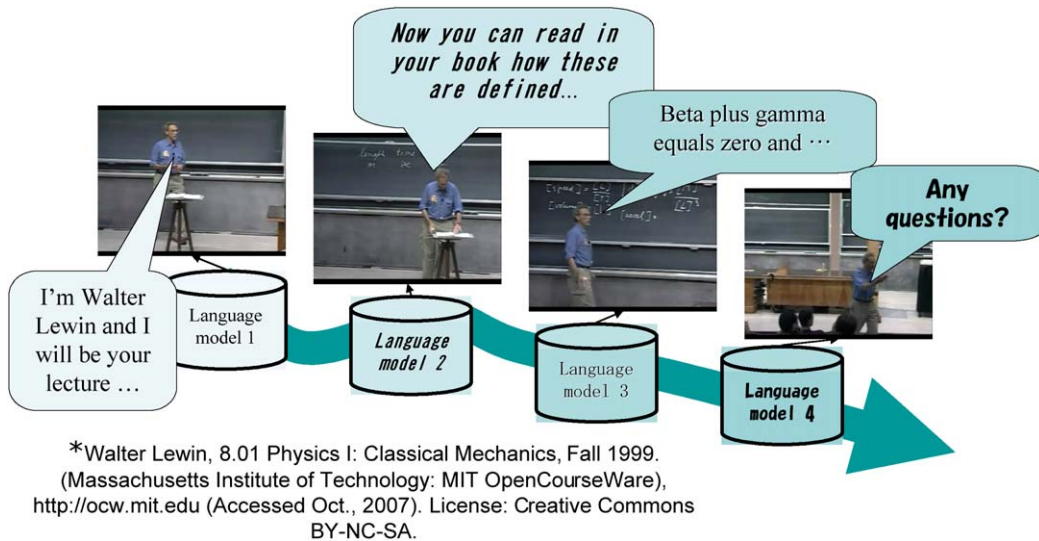 Now you can read in
your book how these
are defined…
Beta plus gamma
equals zero and …
Any
questions?
I'm Walter
Lewin and I
will be your
lecture …
Language
model 1
Language
model 2
Language
model 3
Language
model 4
*Walter Lewin, 8.01 Physics I: Classical Mechanics, Fall 1999.
(Massachusetts Institute of Technology: MIT OpenCourseWare),
http://ocw.mit.edu (Accessed Oct., 2007). License: Creative Commons
BY-NC-SA.
length time